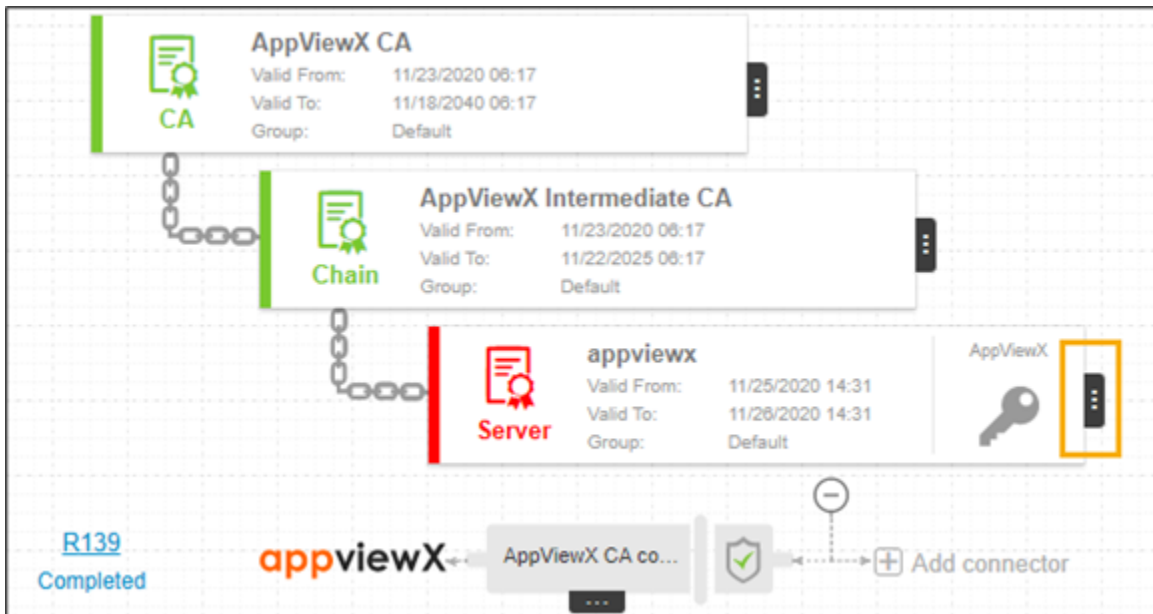 AppViewX CA
Valid From: 11/23/2020 06:17
Valid To: 11/18/2040 06:17
Group: Default
CA
AppViewX Intermediate CA
Valid From: 11/23/2020 06:17
Valid To: 11/22/2025 06:17
Group: Default
Chain
appviewx
Valid From: 11/25/2020 14:31
Valid To: 11/26/2020 14:31
Group: Default
Server
AppViewX
R139
Completed
appviewX
AppViewX CA co...
Add connector